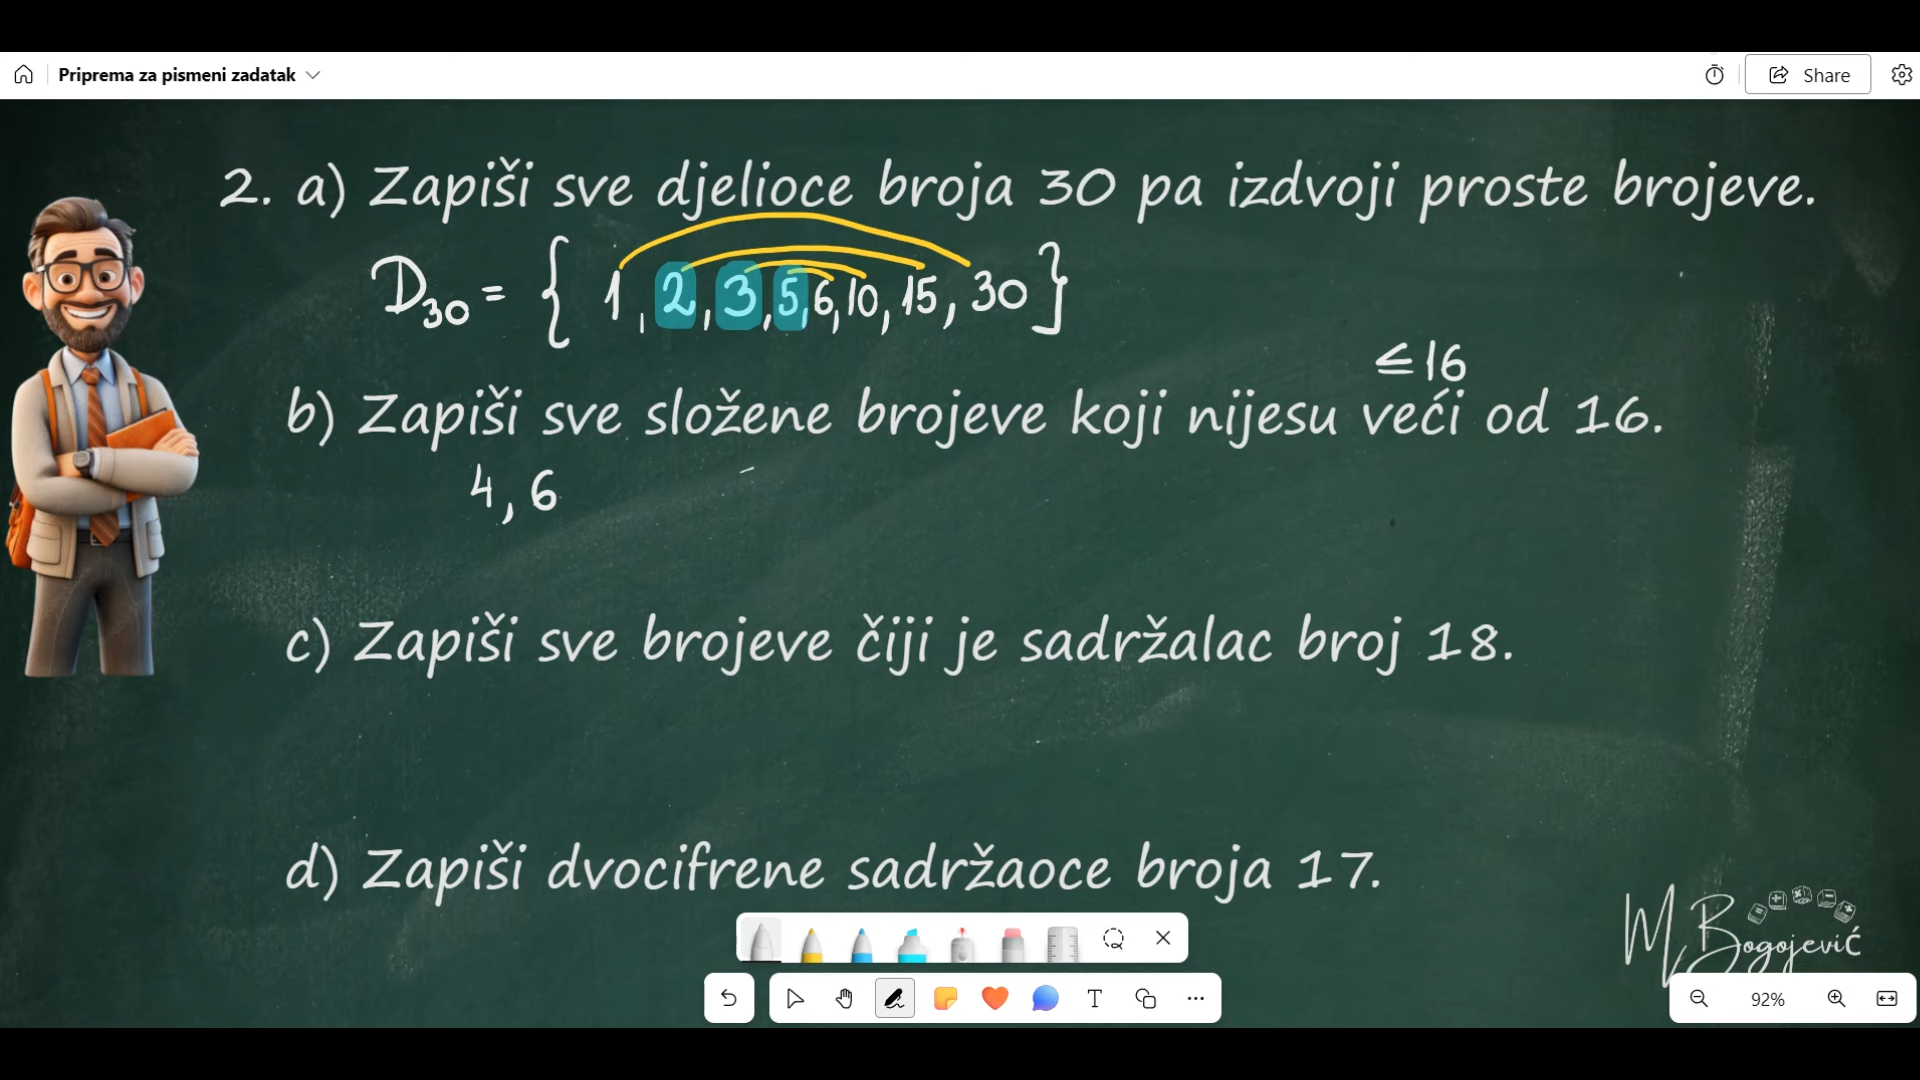 Priprema za pismeni zadatak
Share
2. a) Zapiši sve djelioce broja 30 pa izdvoji proste brojeve.
D30 = { 1, 2, 3, 5, 6, 10, 15, 30 }
≤ 16
b) Zapiši sve složene brojeve koji nijesu veći od 16.
4, 6
c) Zapiši sve brojeve čiji je sadržalac broj 18.
d) Zapiši dvocifrene sadržaoce broja 17.
M Bogojević
T
92%